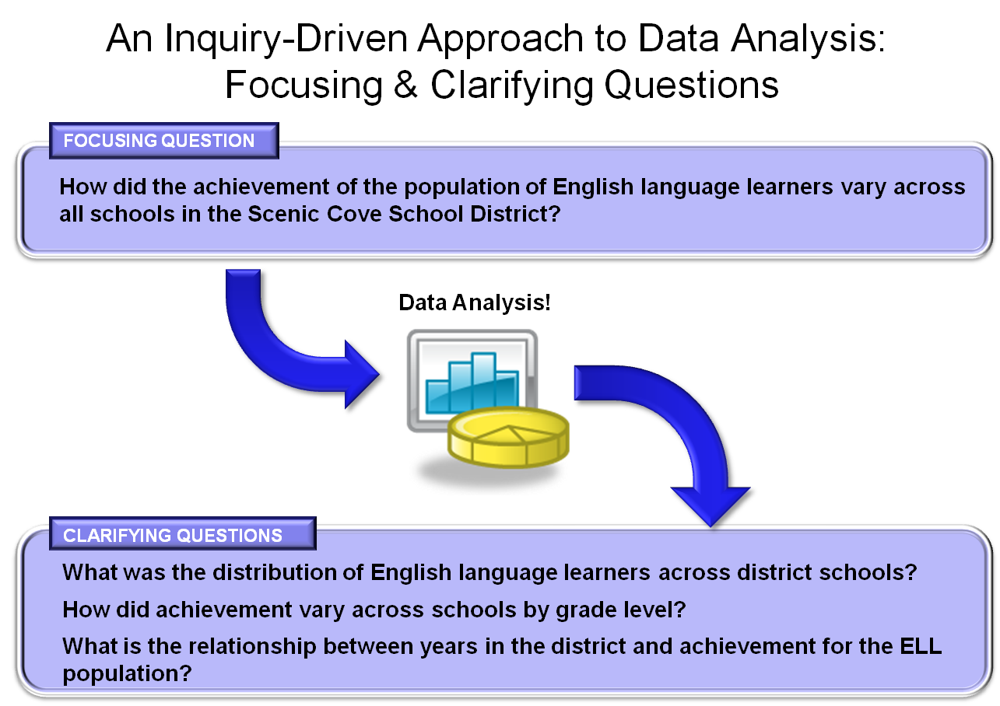 An Inquiry-Driven Approach to Data Analysis:
Focusing & Clarifying Questions
FOCUSING QUESTION
How did the achievement of the population of English language learners vary across
all schools in the Scenic Cove School District?
Data Analysis!
CLARIFYING QUESTIONS
What was the distribution of English language learners across district schools?
How did achievement vary across schools by grade level?
What is the relationship between years in the district and achievement for the ELL
population?